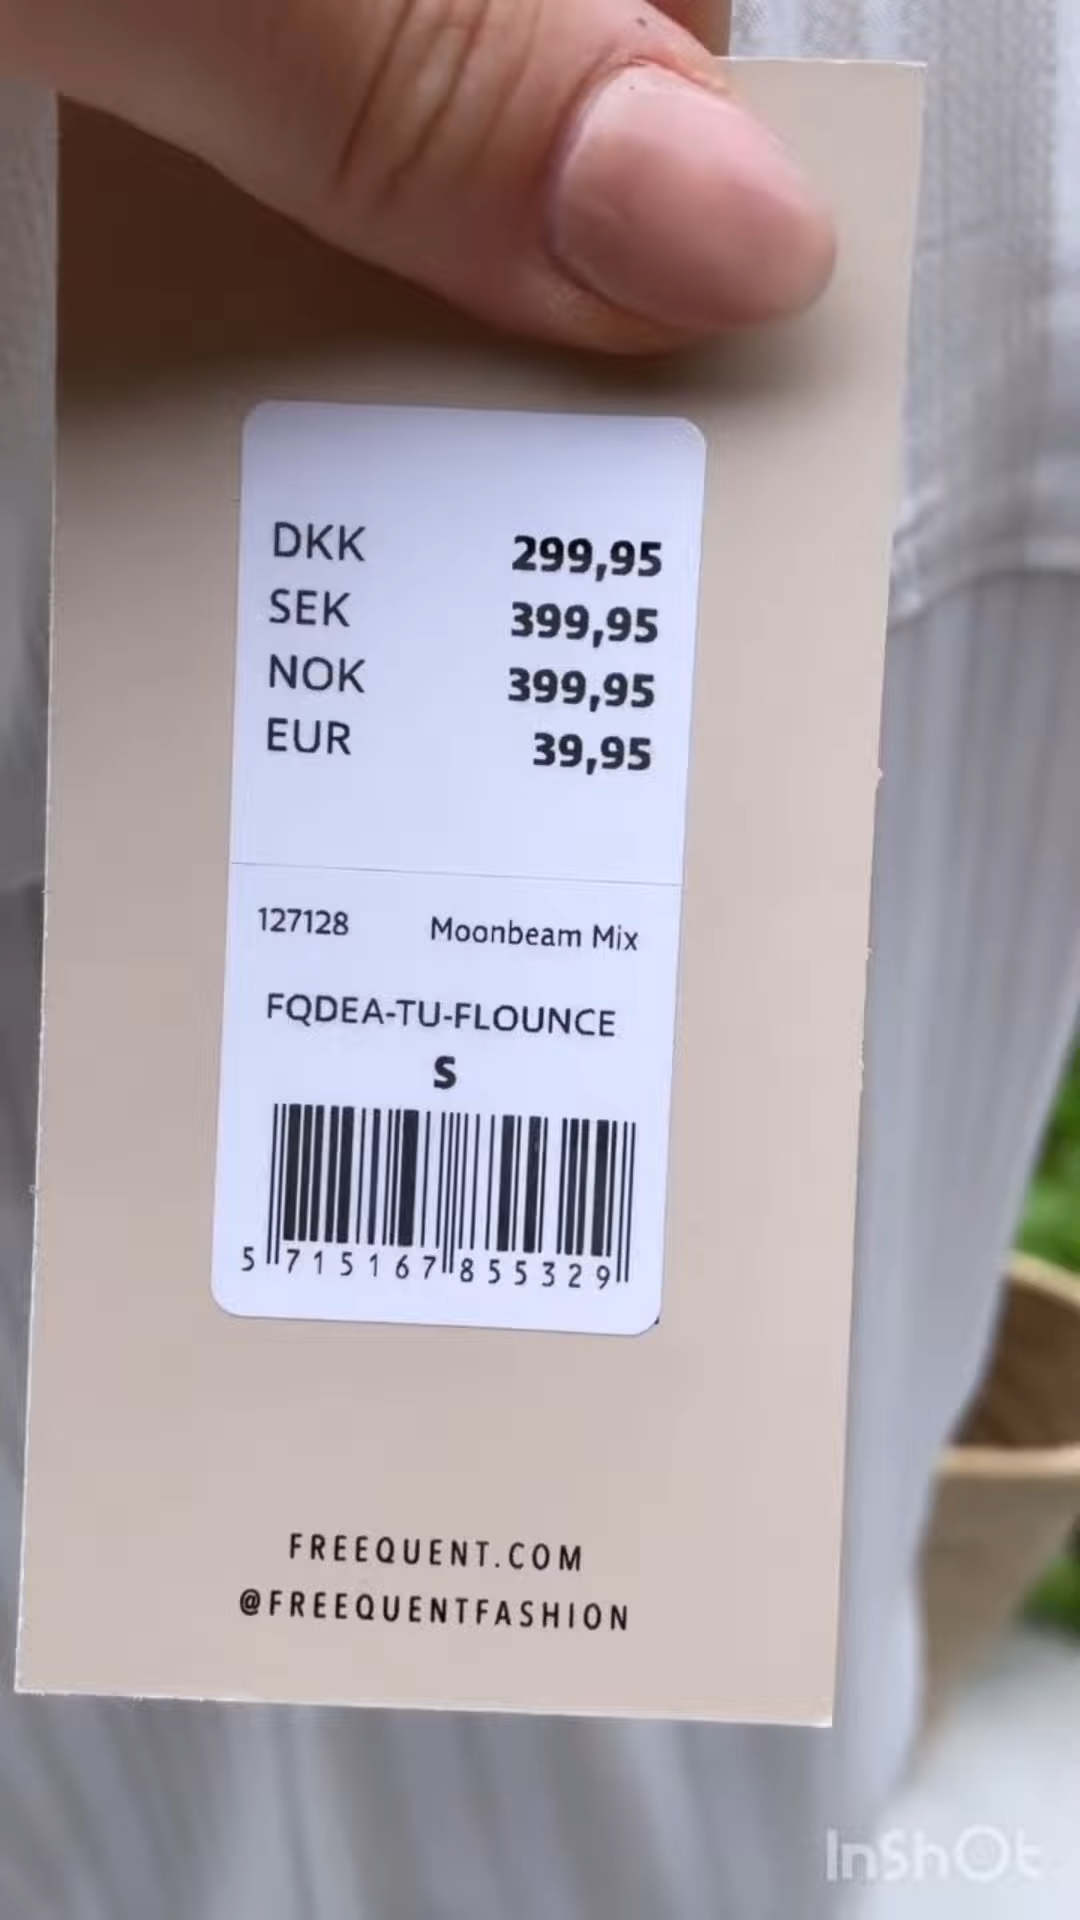 DKK 299,95
SEK 399,95
NOK 399,95
EUR 39,95
127128 Moonbeam Mix
FQDEA-TU-FLOUNCE
S
5 715167 855329
FREEQUENT.COM
@FREEQUENTFASHION
InShOt